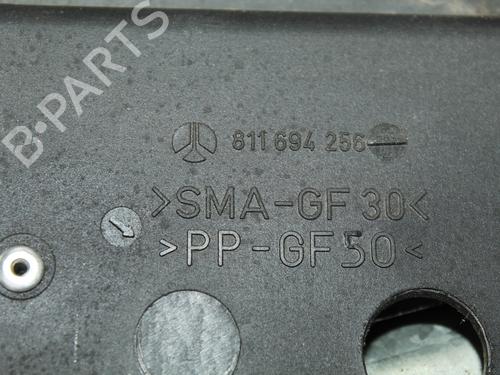 B-PARTS
811 694 256
>SMA-GF 30<
>PP-GF50<